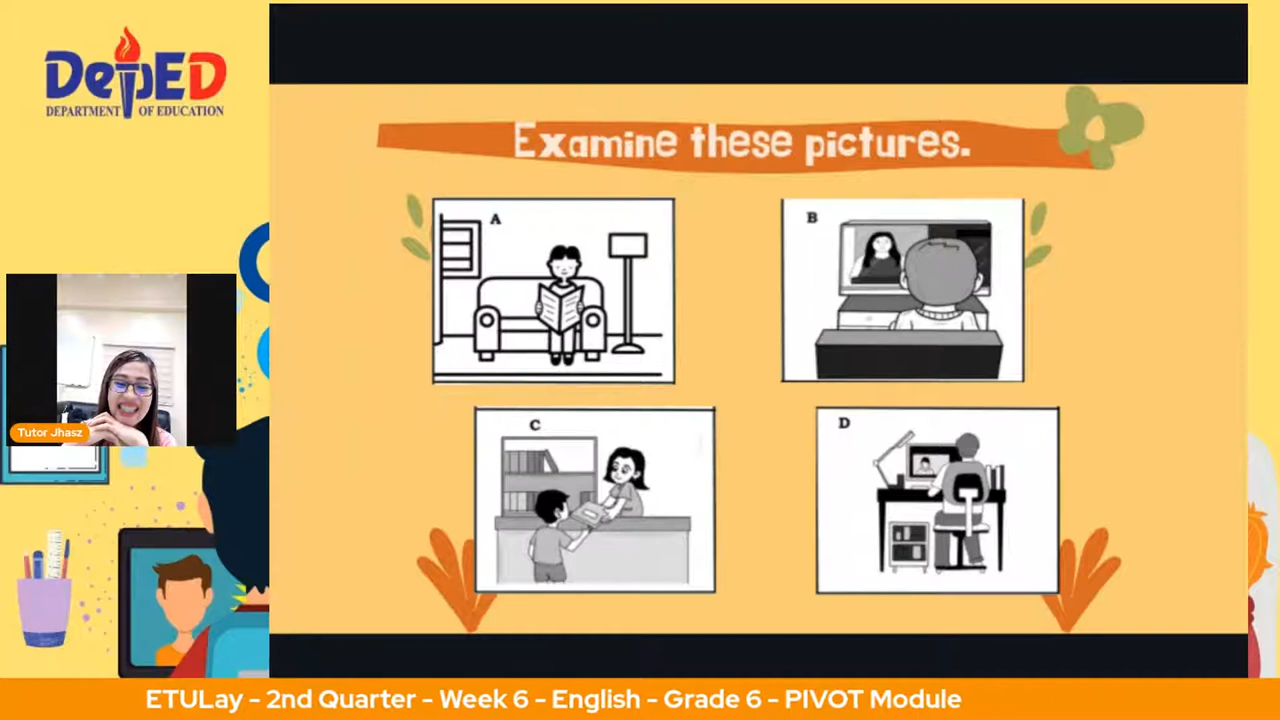 DepED
DEPARTMENT OF EDUCATION
Examine these pictures.
A
B
C
D
Tutor Jhasz
ETULay - 2nd Quarter - Week 6 - English - Grade 6 - PIVOT Module